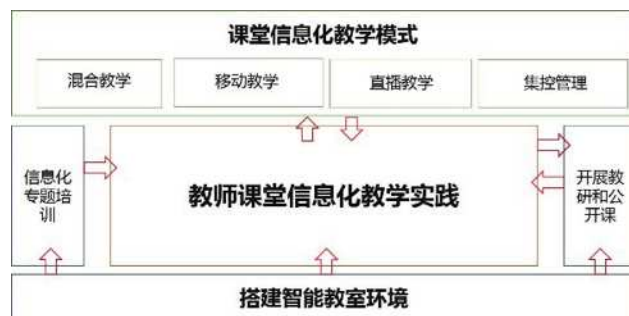 课堂信息化教学模式
混合教学
移动教学
直播教学
集控管理
信息化
专题培
训
教师课堂信息化教学实践
开展教
研和公
开课
搭建智能教室环境